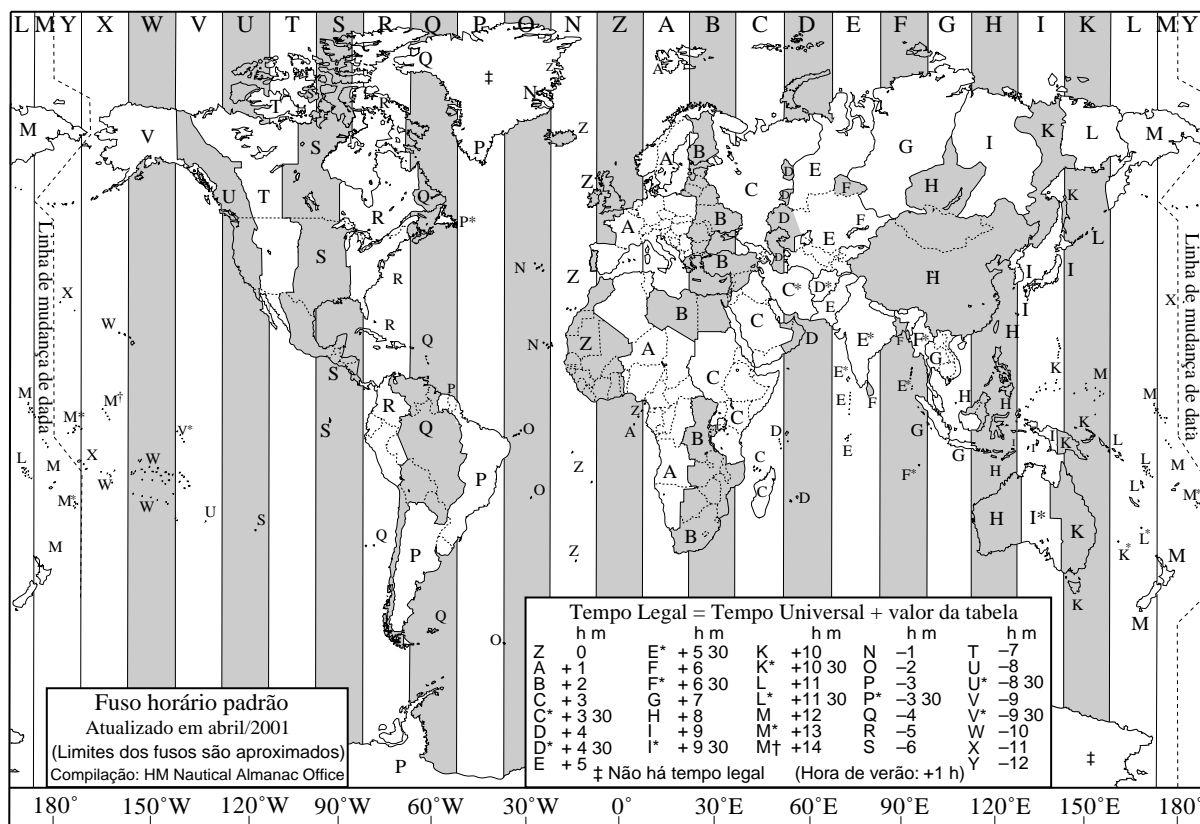 L M Y X W V U T S R Q P O N Z A B C D E F G H I K L M Y
Linha de mudança de dada
Linha de mudança de data
Tempo Legal = Tempo Universal + valor da tabela
h m h m h m h m h m
Z 0 E* + 5 30 K +10 N –1 T –7
A + 1 F + 6 K* +10 30 O –2 U –8
B + 2 F* + 6 30 L +11 P –3 U* –8 30
C + 3 G + 7 L* +11 30 P* –3 30 V –9
C* + 3 30 H + 8 M +12 Q –4 V* –9 30
D + 4 I + 9 M* +13 R –5 W –10
D* + 4 30 I* + 9 30 M† +14 S –6 X –11
E + 5 Y –12
‡ Não há tempo legal (Hora de verão: +1 h)
Fuso horário padrão
Atualizado em abril/2001
(Limites dos fusos são aproximados)
Compilação: HM Nautical Almanac Office
180° 150°W 120°W 90°W 60°W 30°W 0° 30°E 60°E 90°E 120°E 150°E 180°